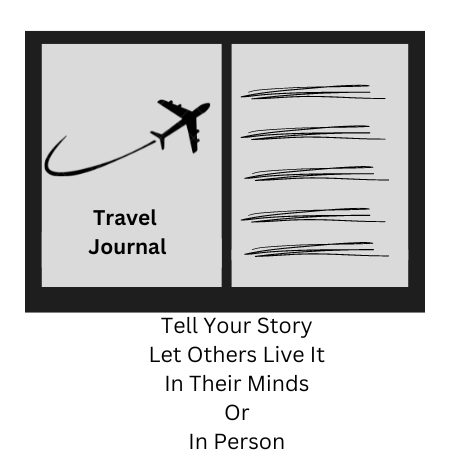 Travel
Journal
Tell Your Story
Let Others Live It
In Their Minds
Or
In Person